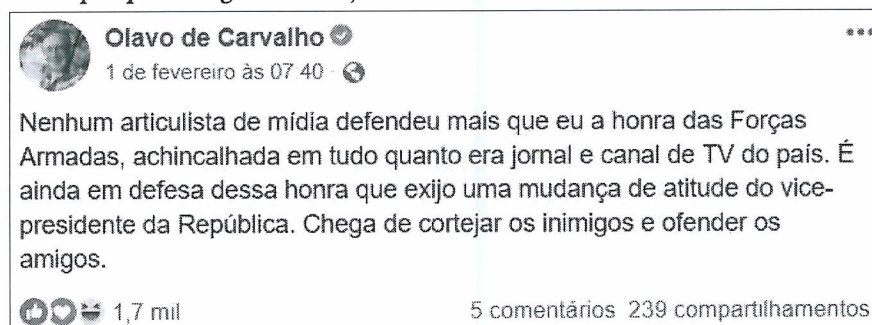 Olavo de Carvalho
1 de fevereiro às 07:40
Nenhum articulista de mídia defendeu mais que eu a honra das Forças
Armadas, achincalhada em tudo quanto era jornal e canal de TV do país. É
ainda em defesa dessa honra que exijo uma mudança de atitude do vice-
presidente da República. Chega de cortejar os inimigos e ofender os
amigos.
1,7 mil 5 comentários 239 compartilhamentos